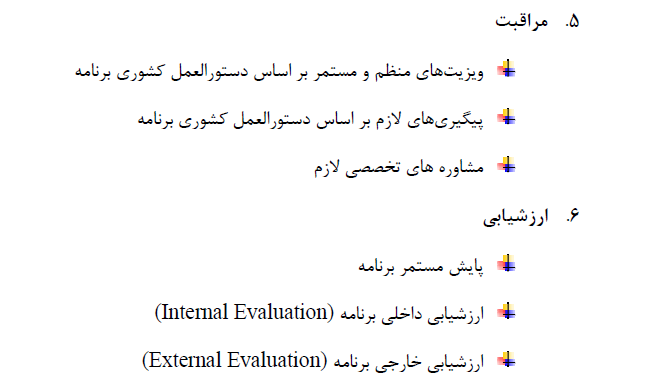 ۵. مراقبت
ویزیت‌های منظم و مستمر بر اساس دستورالعمل کشوری برنامه
پیگیری‌های لازم بر اساس دستورالعمل کشوری برنامه
مشاوره های تخصصی لازم
۶. ارزشیابی
پایش مستمر برنامه
ارزشیابی داخلی برنامه (Internal Evaluation)
ارزشیابی خارجی برنامه (External Evaluation)